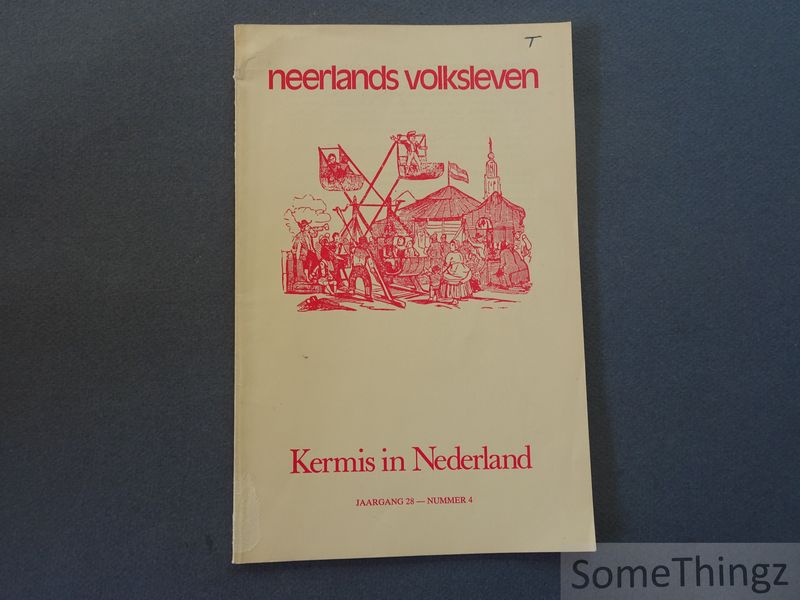 T
neerlands volksleven
Kermis in Nederland
JAARGANG 28 — NUMMER 4
SomeThingz